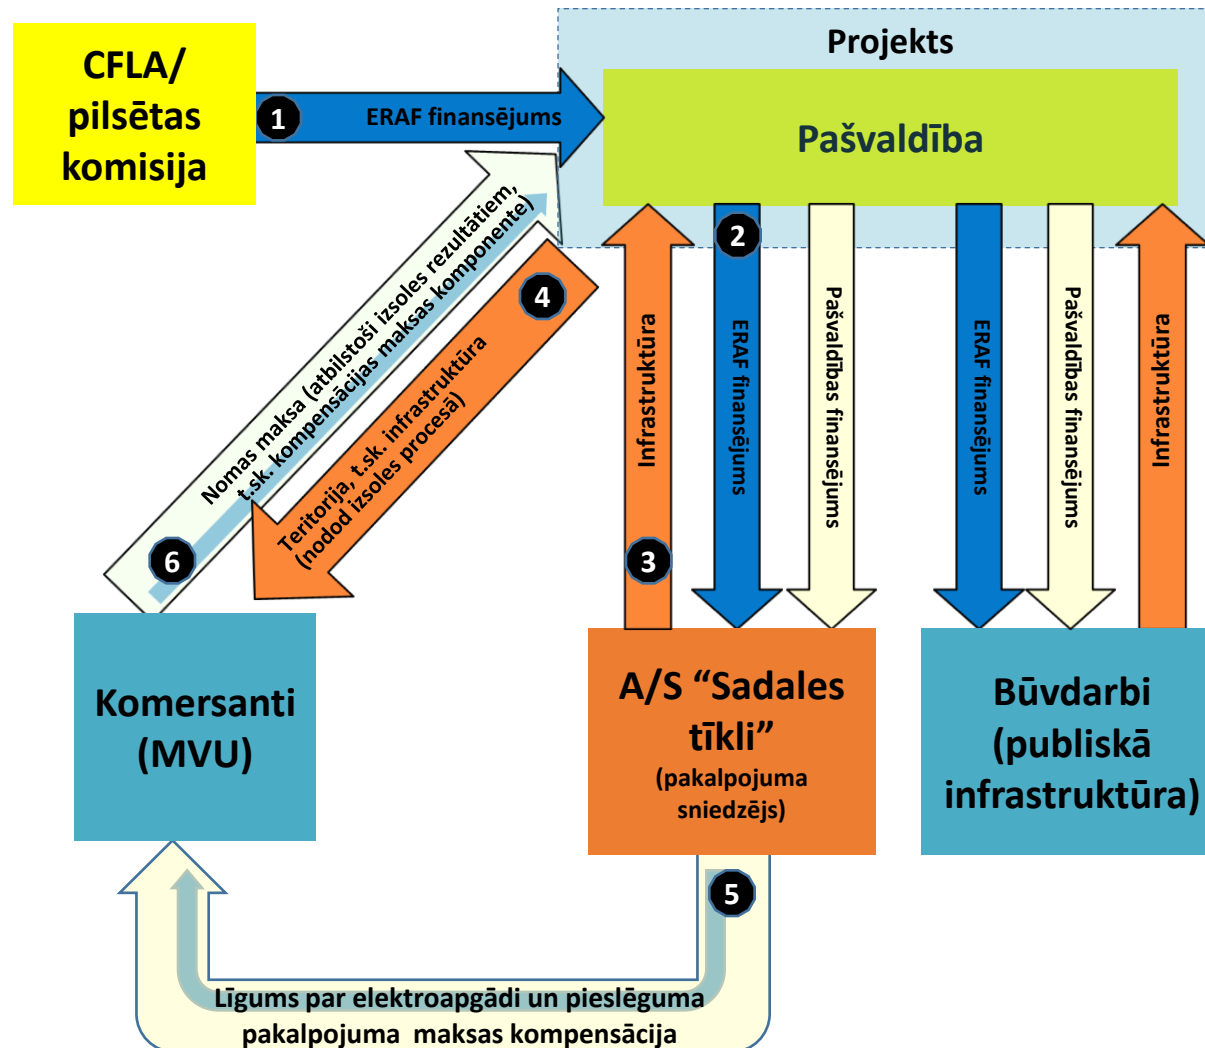 CFLA/
pilsētas
komisija
Projekts
Pašvaldība
1
ERAF finansējums
Nomas maksa (atbilstoši izsoles rezultātiem,
t.sk. kompensācijas maksas komponente)
6
4
Teritorija, t.sk. infrastruktūra
(nodod izsoles procesā)
Infrastruktūra
3
2
ERAF finansējums
Pašvaldības finansējums
ERAF finansējums
Pašvaldības finansējums
Infrastruktūra
Komersanti
(MVU)
A/S “Sadales
tīkli”
(pakalpojuma
sniedzējs)
Būvdarbi
(publiskā
infrastruktūra)
5
Līgums par elektroapgādi un pieslēguma
pakalpojuma maksas kompensācija